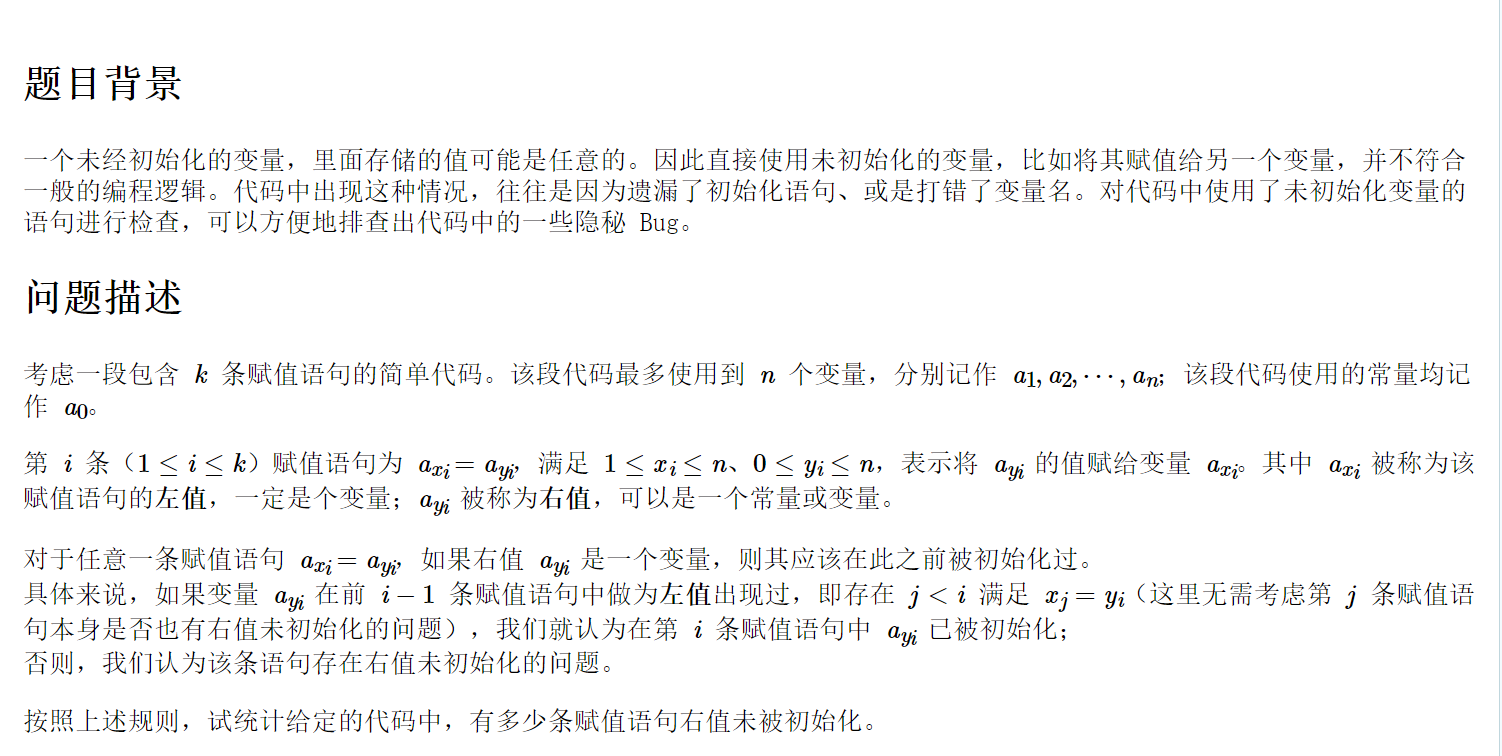 题目背景
一个未经初始化的变量，里面存储的值可能是任意的。因此直接使用未初始化的变量，比如将其赋值给另一个变量，并不符合
一般的编程逻辑。代码中出现这种情况，往往是因为遗漏了初始化语句、或是打错了变量名。对代码中使用了未初始化变量的
语句进行检查，可以方便地排查出代码中的一些隐秘 Bug。
问题描述
考虑一段包含 k 条赋值语句的简单代码。该段代码最多使用到 n 个变量，分别记作 a₁, a₂, ⋯, aₙ；该段代码使用的常量均记
作 a₀。
第 i 条（1 ≤ i ≤ k）赋值语句为 a_{x_i} = a_{y_i}，满足 1 ≤ x_i ≤ n、0 ≤ y_i ≤ n，表示将 a_{y_i} 的值赋给变量 a_{x_i}。其中 a_{x_i} 被称为该
赋值语句的左值，一定是个变量；a_{y_i} 被称为右值，可以是一个常量或变量。
对于任意一条赋值语句 a_{x_i} = a_{y_i}，如果右值 a_{y_i} 是一个变量，则其应该在此之前被初始化过。
具体来说，如果变量 a_{y_i} 在前 i − 1 条赋值语句中做为左值出现过，即存在 j < i 满足 x_j = y_i（这里无需考虑第 j 条赋值语
句本身是否也有右值未初始化的问题），我们就认为在第 i 条赋值语句中 a_{y_i} 已被初始化；
否则，我们认为该条语句存在右值未初始化的问题。
按照上述规则，试统计给定的代码中，有多少条赋值语句右值未被初始化。